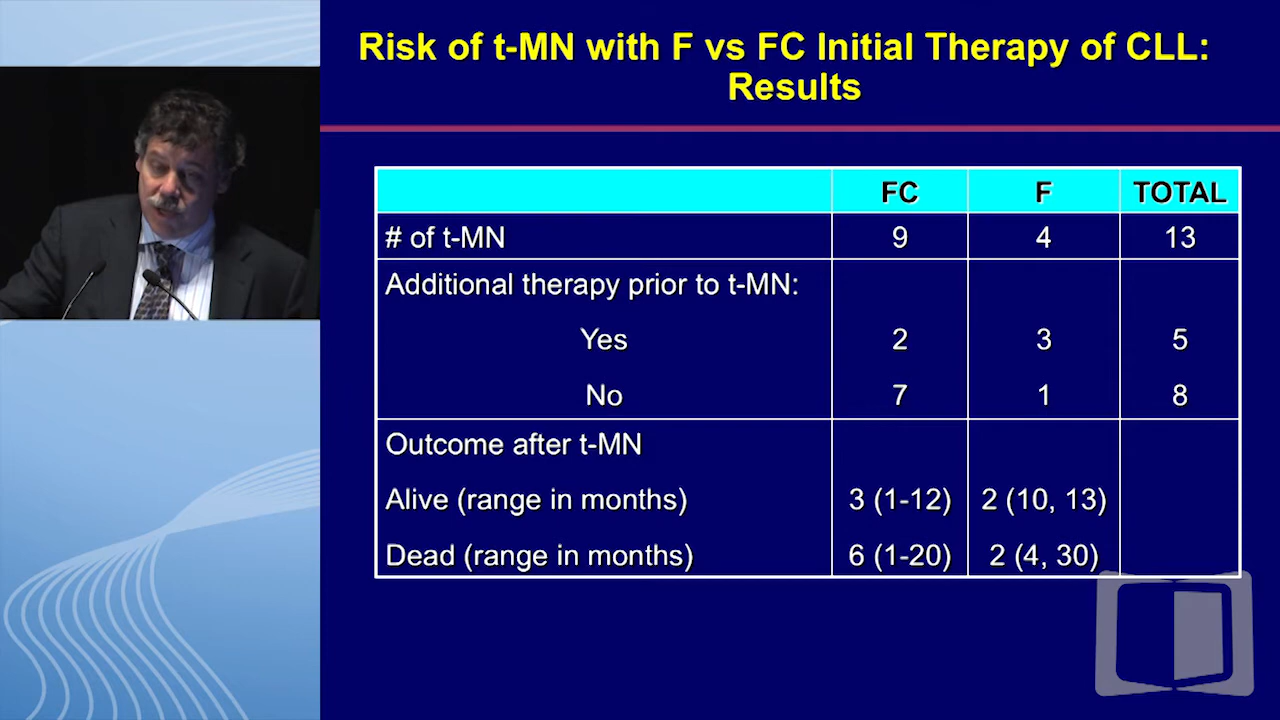 Risk of t-MN with F vs FC Initial Therapy of CLL:
Results
FC F TOTAL
# of t-MN 9 4 13
Additional therapy prior to t-MN:
Yes 2 3 5
No 7 1 8
Outcome after t-MN
Alive (range in months) 3 (1-12) 2 (10, 13)
Dead (range in months) 6 (1-20) 2 (4, 30)